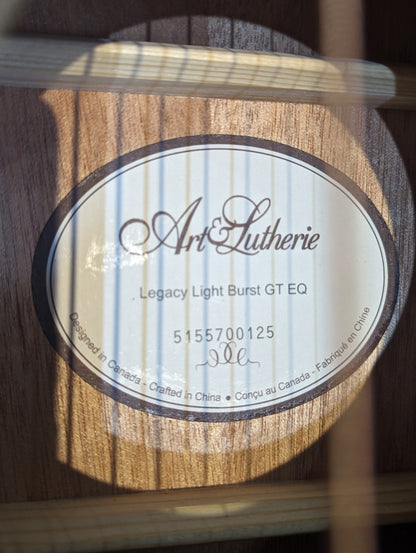 Art & Lutherie
Legacy Light Burst GT EQ
5155700125
Designed in Canada - Crafted in China ● Conçu au Canada - Fabriqué en Chine